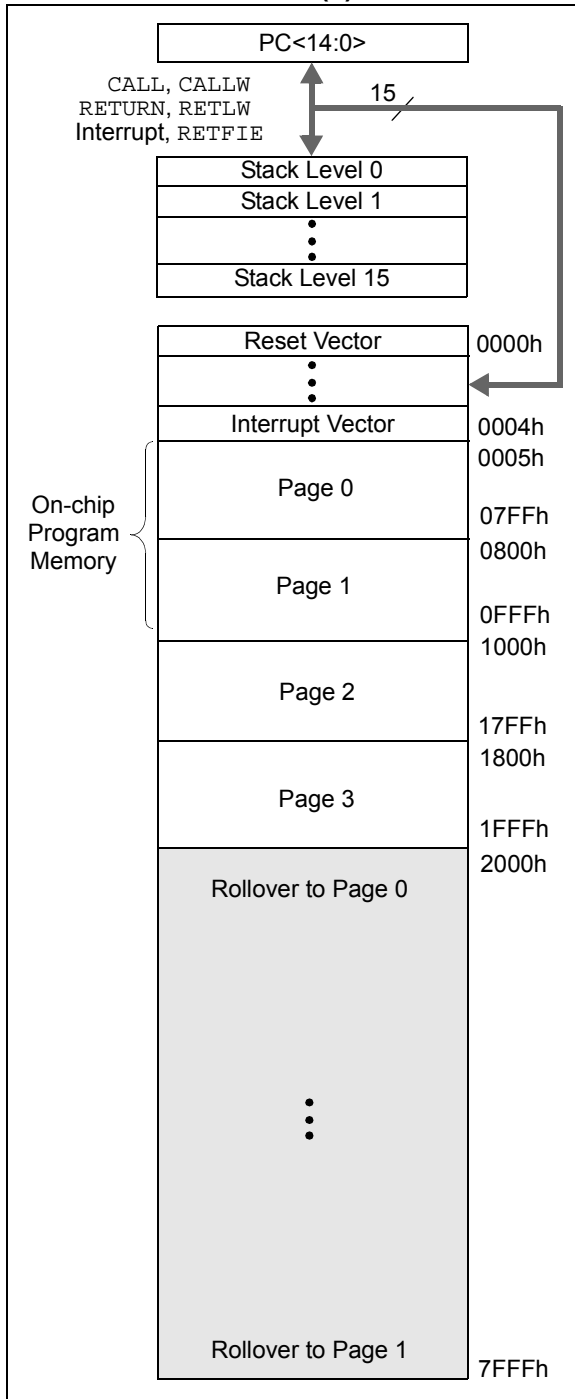 PC<14:0>
CALL, CALLW
RETURN, RETLW
Interrupt, RETFIE
15
Stack Level 0
Stack Level 1
Stack Level 15
Reset Vector
0000h
Interrupt Vector
0004h
On-chip
Program
Memory
0005h
Page 0
07FFh
0800h
Page 1
0FFFh
1000h
Page 2
17FFh
1800h
Page 3
1FFFh
2000h
Rollover to Page 0
Rollover to Page 1
7FFFh